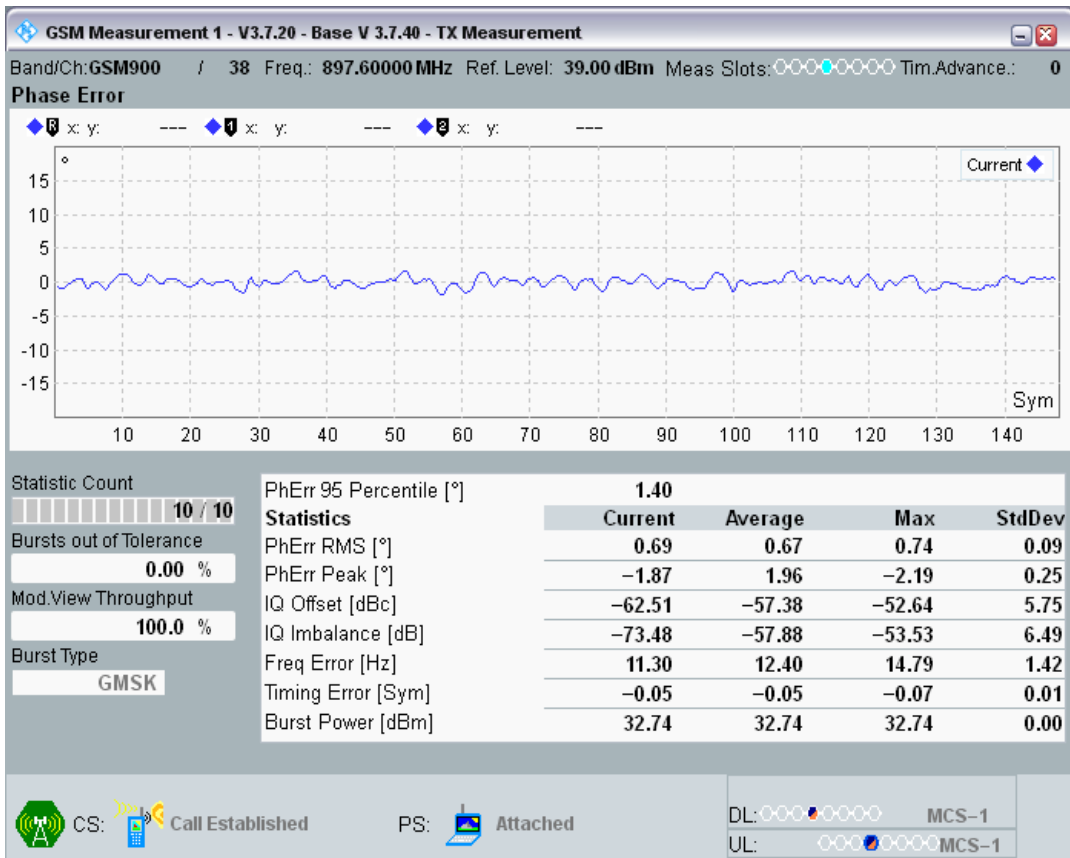 GSM Measurement 1 - V3.7.20 - Base V 3.7.40 - TX Measurement
Band/Ch:GSM900 / 38 Freq.: 897.60000 MHz Ref. Level: 39.00 dBm Meas Slots: Tim.Advance.: 0
Phase Error
R x: y: --- 1 x: y: --- 2 x: y: ---
°
Current
15
10
5
0
-5
-10
-15
Sym
10 20 30 40 50 60 70 80 90 100 110 120 130 140
Statistic Count
10 / 10
Bursts out of Tolerance
0.00 %
Mod.View Throughput
100.0 %
Burst Type
GMSK
PhErr 95 Percentile [°] 1.40
Statistics Current Average Max StdDev
PhErr RMS [°] 0.69 0.67 0.74 0.09
PhErr Peak [°] −1.87 1.96 −2.19 0.25
IQ Offset [dBc] −62.51 −57.38 −52.64 5.75
IQ Imbalance [dB] −73.48 −57.88 −53.53 6.49
Freq Error [Hz] 11.30 12.40 14.79 1.42
Timing Error [Sym] −0.05 −0.05 −0.07 0.01
Burst Power [dBm] 32.74 32.74 32.74 0.00
CS: Call Established PS: Attached
DL: MCS−1
UL: MCS−1